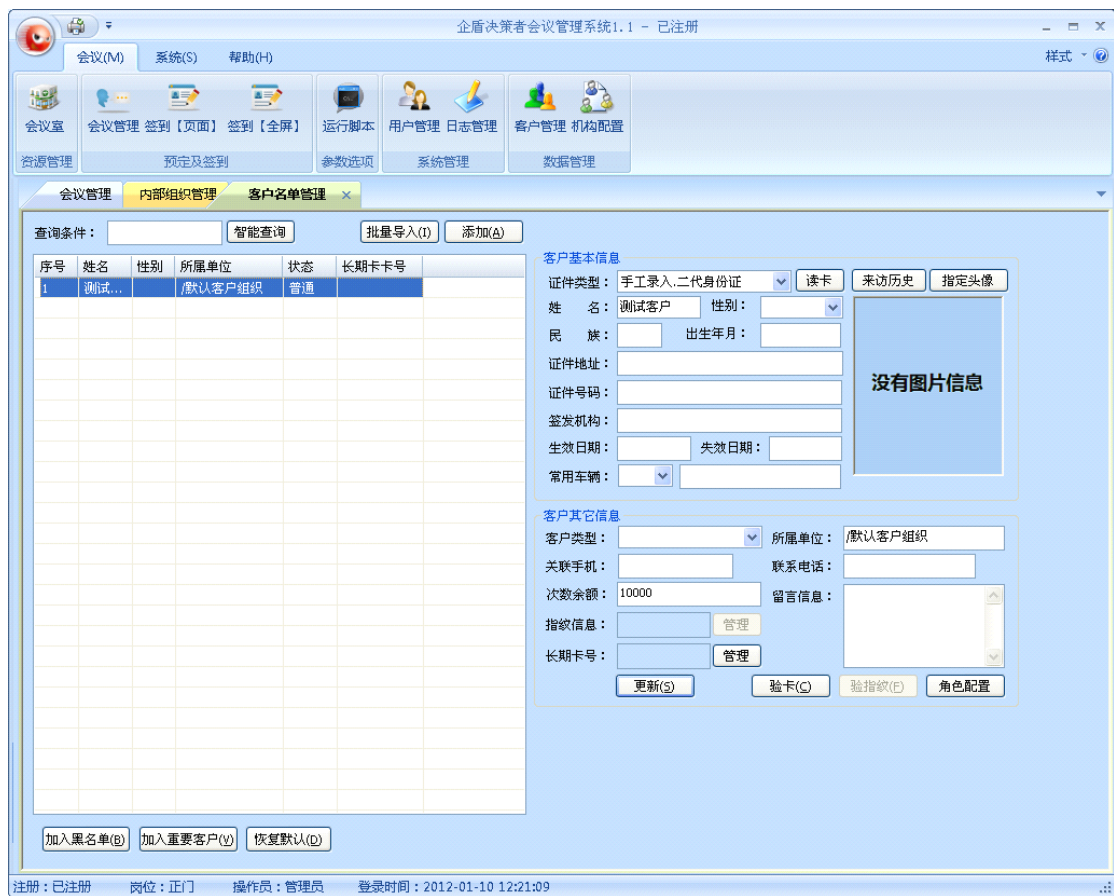 企盾决策者会议管理系统1.1 - 已注册
会议(M) 系统(S) 帮助(H) 样式
会议室 会议管理 签到【页面】 签到【全屏】 运行脚本 用户管理 日志管理 客户管理 机构配置
资源管理 预定及签到 参数选项 系统管理 数据管理
会议管理 内部组织管理 客户名单管理
查询条件： 智能查询 批量导入(I) 添加(A)
序号 姓名 性别 所属单位 状态 长期卡卡号
1 测试... /默认客户组织 普通
客户基本信息
证件类型： 手工录入.二代身份证 读卡 来访历史 指定头像
姓 名： 测试客户 性别：
民 族： 出生年月：
证件地址：
没有图片信息
证件号码：
签发机构：
生效日期： 失效日期：
常用车辆：
客户其它信息
客户类型： 所属单位： /默认客户组织
关联手机： 联系电话：
次数余额： 10000 留言信息：
指纹信息： 管理
长期卡号： 管理
更新(S) 验卡(C) 验指纹(F) 角色配置
加入黑名单(B) 加入重要客户(V) 恢复默认(D)
注册：已注册 岗位：正门 操作员：管理员 登录时间：2012-01-10 12:21:09